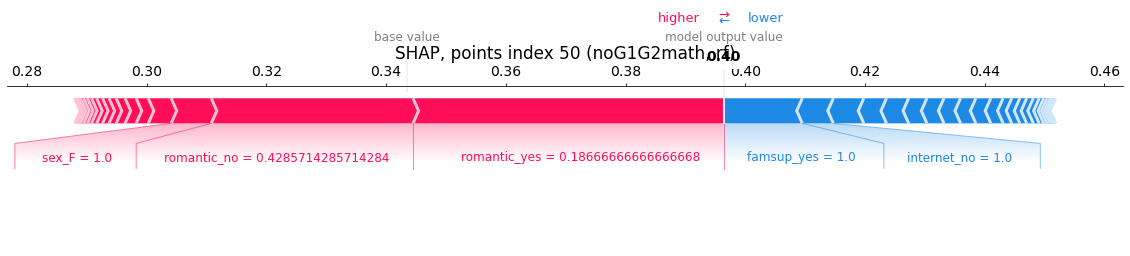 higher ⇄ lower
base value model output value
SHAP, points index 50 (noG1G2math, rf)
0.40
0.28 0.30 0.32 0.34 0.36 0.38 0.40 0.42 0.44 0.46
sex_F = 1.0 romantic_no = 0.4285714285714284 romantic_yes = 0.18666666666666668 famsup_yes = 1.0 internet_no = 1.0